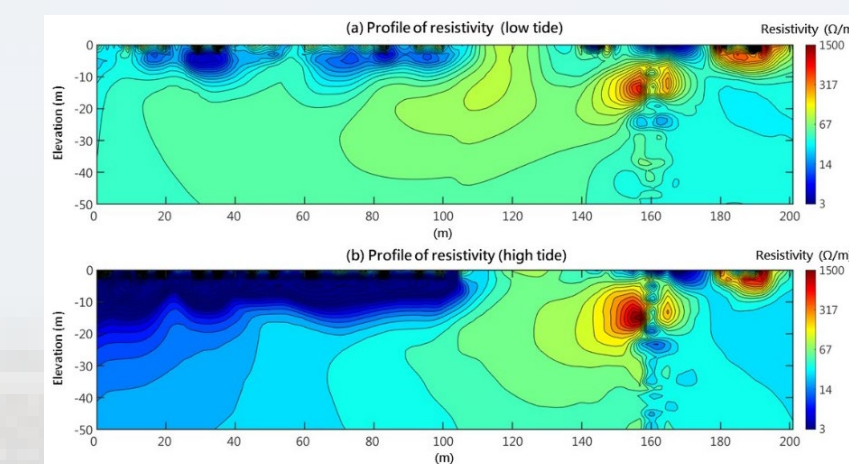 (a) Profile of resistivity (low tide)
Resistivity (Ω/m)
Elevation (m)
0
-10
-20
-30
-40
-50
0 20 40 60 80 100 120 140 160 180 200
(m)
1500
317
67
14
3
(b) Profile of resistivity (high tide)
Resistivity (Ω/m)
Elevation (m)
0
-10
-20
-30
-40
-50
0 20 40 60 80 100 120 140 160 180 200
(m)
1500
317
67
14
3